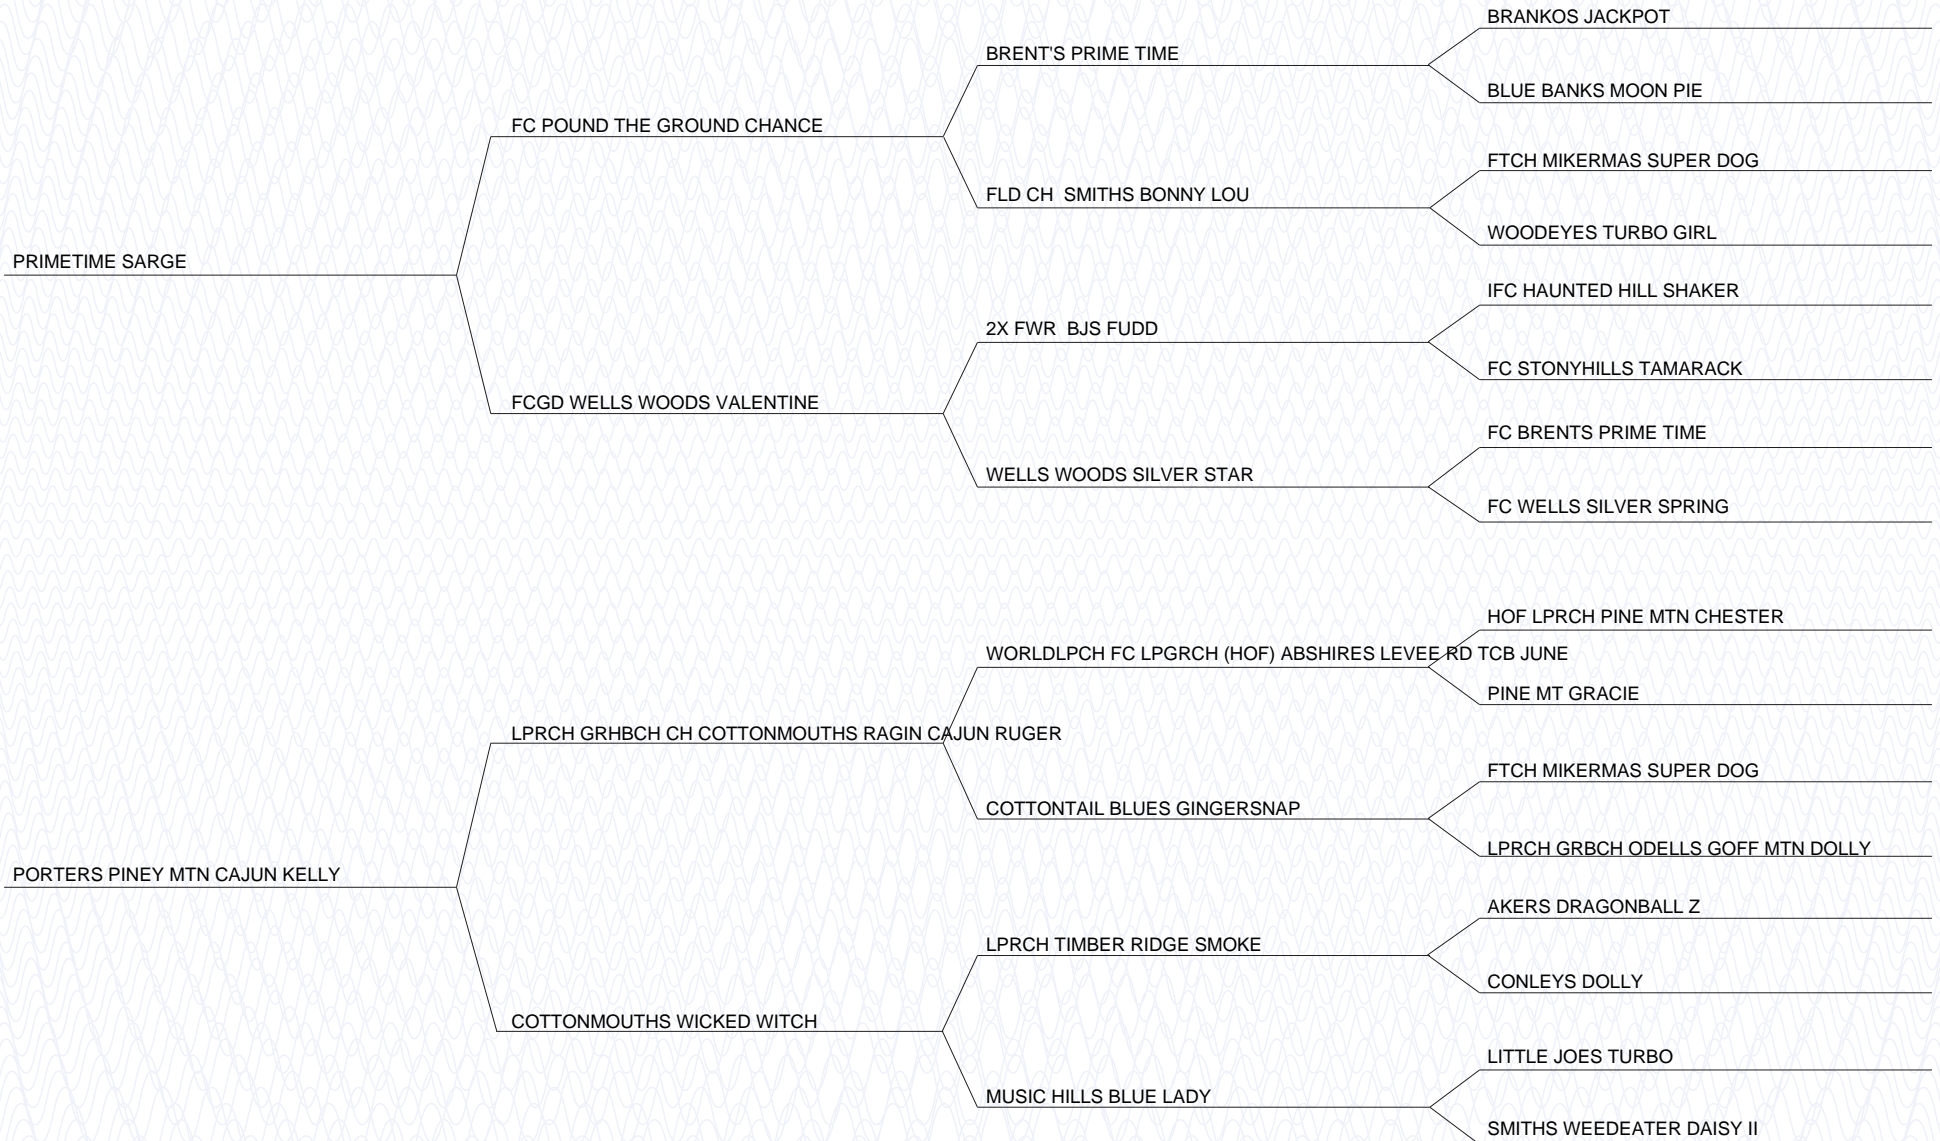 BRANKOS JACKPOT
BRENT'S PRIME TIME
BLUE BANKS MOON PIE
FC POUND THE GROUND CHANCE
FTCH MIKERMAS SUPER DOG
FLD CH  SMITHS BONNY LOU
WOODEYES TURBO GIRL
PRIMETIME SARGE
IFC HAUNTED HILL SHAKER
2X FWR  BJS FUDD
FC STONYHILLS TAMARACK
FCGD WELLS WOODS VALENTINE
FC BRENTS PRIME TIME
WELLS WOODS SILVER STAR
FC WELLS SILVER SPRING
HOF LPRCH PINE MTN CHESTER
WORLDLPCH FC LPGRCH (HOF) ABSHIRES LEVEE RD TCB JUNE
PINE MT GRACIE
LPRCH GRHBCH CH COTTONMOUTHS RAGIN CAJUN RUGER
FTCH MIKERMAS SUPER DOG
COTTONTAIL BLUES GINGERSNAP
LPRCH GRBCH ODELLS GOFF MTN DOLLY
PORTERS PINEY MTN CAJUN KELLY
AKERS DRAGONBALL Z
LPRCH TIMBER RIDGE SMOKE
CONLEYS DOLLY
COTTONMOUTHS WICKED WITCH
LITTLE JOES TURBO
MUSIC HILLS BLUE LADY
SMITHS WEEDEATER DAISY II